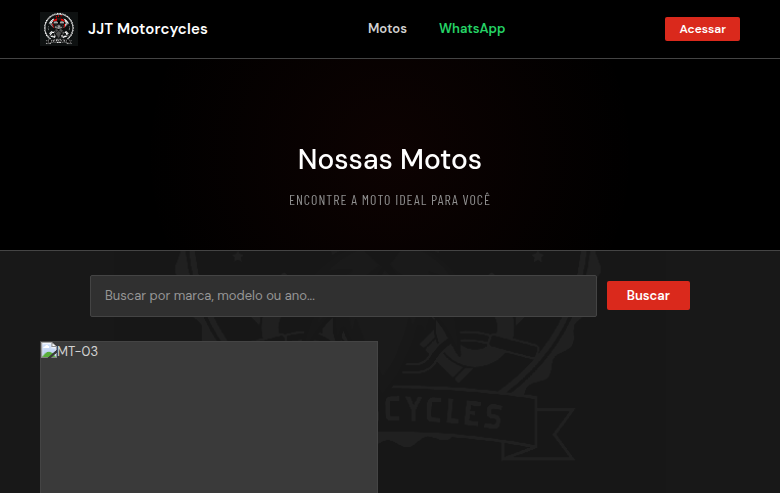 JJT Motorcycles
Motos
WhatsApp
Acessar
Nossas Motos
ENCONTRE A MOTO IDEAL PARA VOCÊ
Buscar por marca, modelo ou ano...
Buscar
MT-03
CYCLES